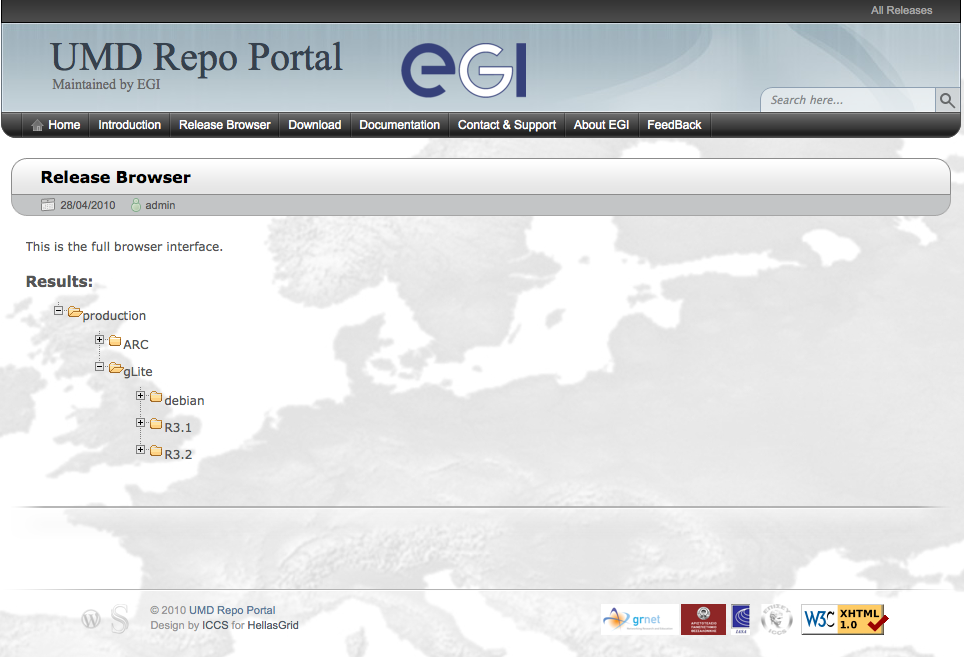 All Releases
UMD Repo Portal
Maintained by EGI
eGI
Search here...
Home Introduction Release Browser Download Documentation Contact & Support About EGI FeedBack
Release Browser
28/04/2010 admin
This is the full browser interface.
Results:
production
ARC
gLite
debian
R3.1
R3.2
© 2010 UMD Repo Portal
Design by ICCS for HellasGrid
grnet
W3C XHTML
1.0